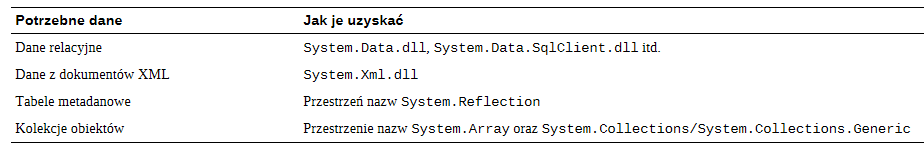 Potrzebne dane Jak je uzyskać
Dane relacyjne System.Data.dll, System.Data.SqlClient.dll itd.
Dane z dokumentów XML System.Xml.dll
Tabele metadanowe Przestrzeń nazw System.Reflection
Kolekcje obiektów Przestrzenie nazw System.Array oraz System.Collections/System.Collections.Generic